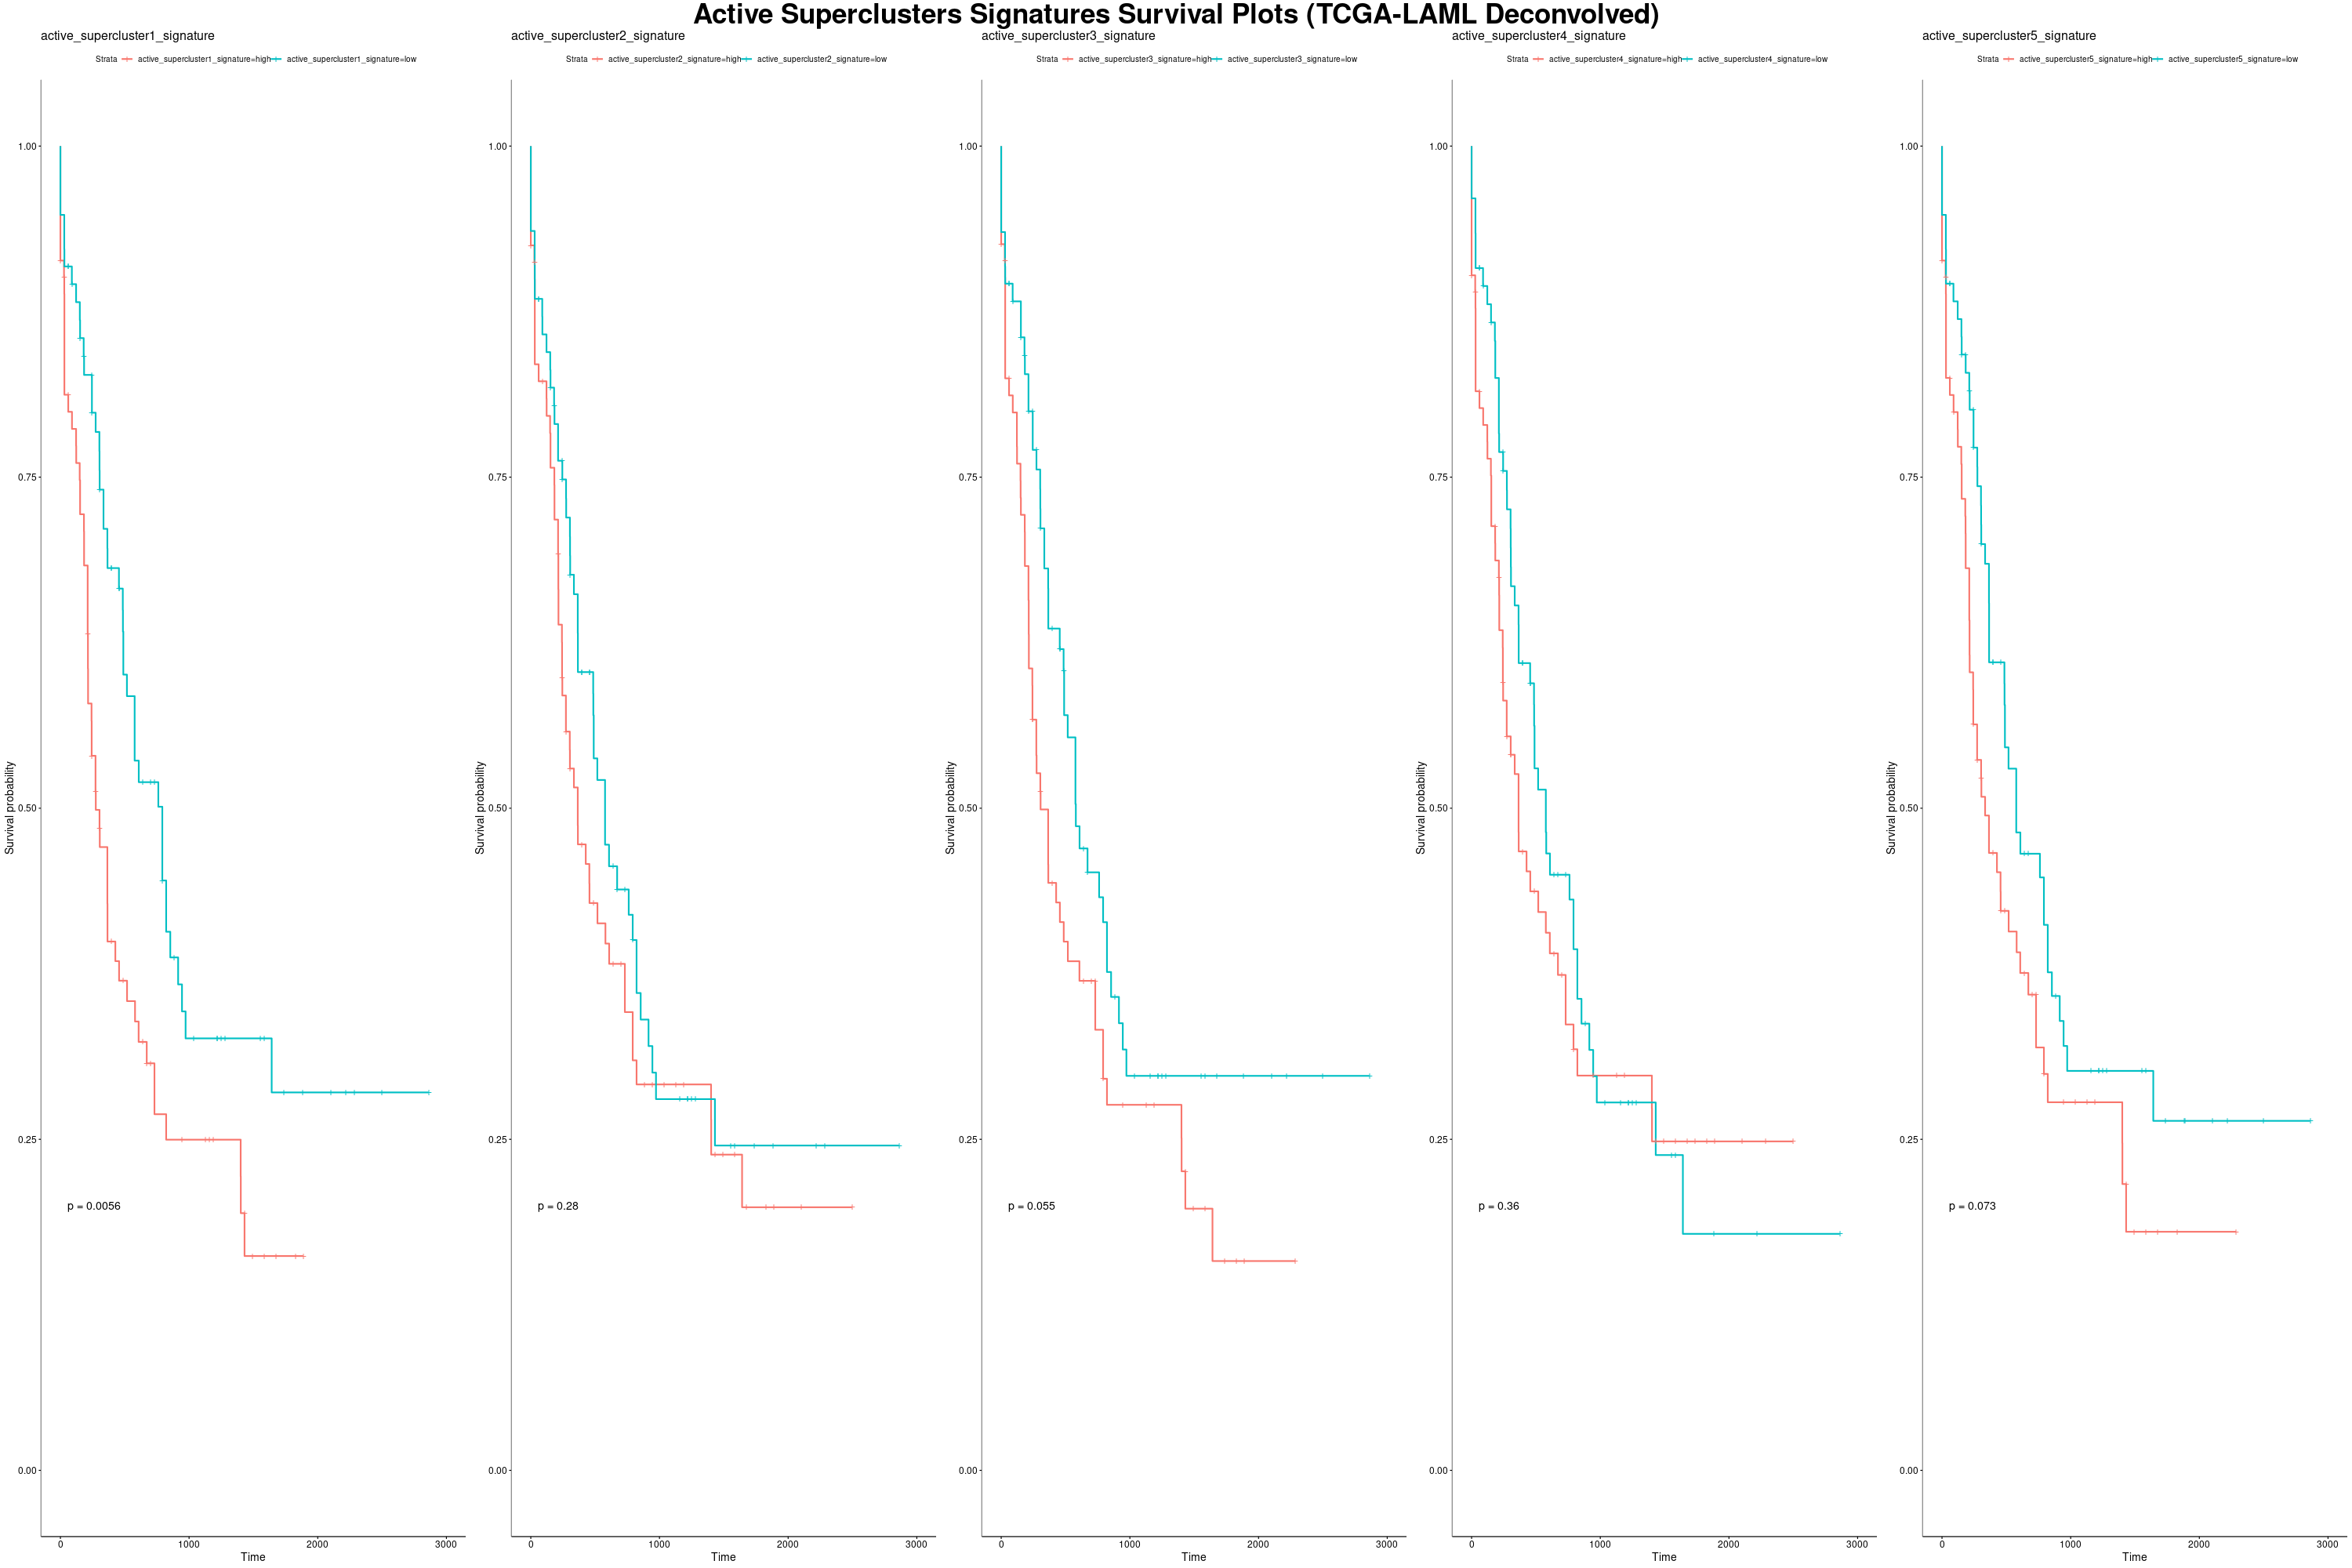 Active Superclusters Signatures Survival Plots (TCGA-LAML Deconvolved)
active_supercluster1_signature
Strata active_supercluster1_signature=high active_supercluster1_signature=low
1.00
0.75
0.50
0.25
0.00
Survival probability
p = 0.0056
0 1000 2000 3000
Time
active_supercluster2_signature
Strata active_supercluster2_signature=high active_supercluster2_signature=low
1.00
0.75
0.50
0.25
0.00
Survival probability
p = 0.28
0 1000 2000 3000
Time
active_supercluster3_signature
Strata active_supercluster3_signature=high active_supercluster3_signature=low
1.00
0.75
0.50
0.25
0.00
Survival probability
p = 0.055
0 1000 2000 3000
Time
active_supercluster4_signature
Strata active_supercluster4_signature=high active_supercluster4_signature=low
1.00
0.75
0.50
0.25
0.00
Survival probability
p = 0.36
0 1000 2000 3000
Time
active_supercluster5_signature
Strata active_supercluster5_signature=high active_supercluster5_signature=low
1.00
0.75
0.50
0.25
0.00
Survival probability
p = 0.073
0 1000 2000 3000
Time